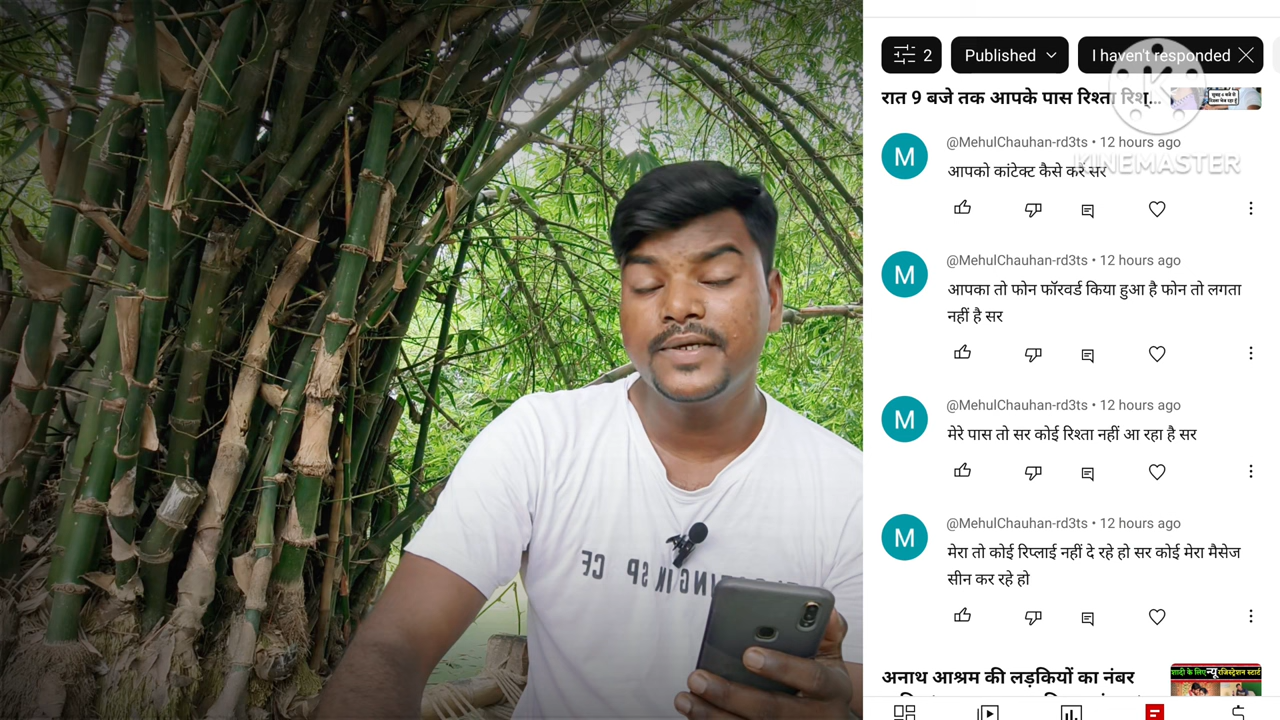 2
Published
I haven't responded
रात 9 बजे तक आपके पास रिश्ता रिश्...
@MehulChauhan-rd3ts • 12 hours ago
आपको कांटेक्ट कैसे करें सर
KINEMASTER
@MehulChauhan-rd3ts • 12 hours ago
आपका तो फोन फॉरवर्ड किया हुआ है फोन तो लगता
नहीं है सर
@MehulChauhan-rd3ts • 12 hours ago
मेरे पास तो सर कोई रिश्ता नहीं आ रहा है सर
@MehulChauhan-rd3ts • 12 hours ago
मेरा तो कोई रिप्लाई नहीं दे रहे हो सर कोई मेरा मैसेज
सीन कर रहे हो
अनाथ आश्रम की लड़कियों का नंबर
शादी के लिए न्यू रजिस्ट्रेशन स्टार्ट
M
M
M
M